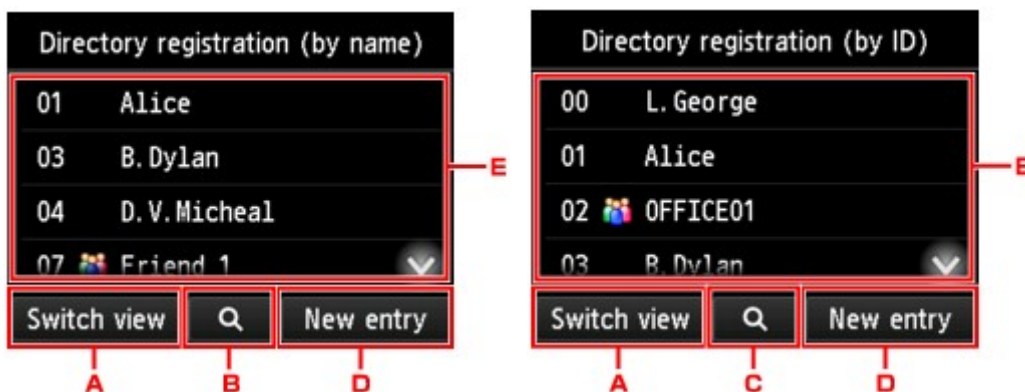 Directory registration (by name)
01 Alice
03 B.Dylan
04 D.V.Micheal
07 Friend 1
E
Switch view
New entry
A
B
D
Directory registration (by ID)
00 L.George
01 Alice
02 OFFICE01
03 B.Dylan
E
Switch view
New entry
A
C
D